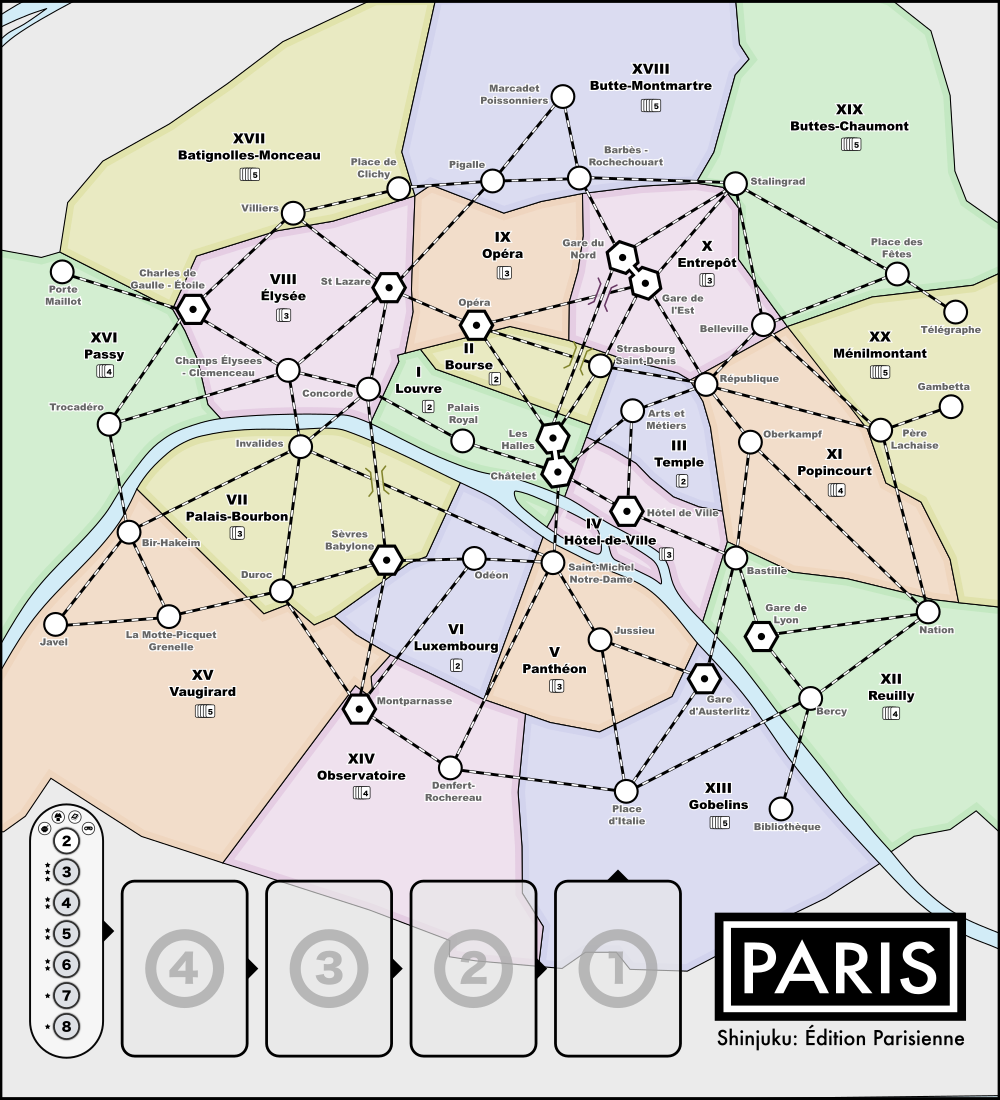 XVIII
Butte-Montmartre
5
Marcadet
Poissonniers
XIX
Buttes-Chaumont
5
XVII
Batignolles-Monceau
5
Place de
Clichy
Pigalle
Barbès -
Rochechouart
Stalingrad
Villiers
IX
Opéra
3
Gare du
Nord
X
Entrepôt
3
Place des
Fêtes
Porte
Maillot
Charles de
Gaulle - Étoile
VIII
Élysée
3
St Lazare
Opéra
Gare de
l'Est
Belleville
Télégraphe
XVI
Passy
4
Champs Élysees
- Clemenceau
II
Bourse
2
Strasbourg
Saint-Denis
XX
Ménilmontant
5
I
Louvre
2
Concorde
République
Gambetta
Trocadéro
Palais
Royal
Arts et
Métiers
Les
Halles
Oberkampf
Père
Lachaise
Invalides
III
Temple
2
XI
Popincourt
4
Châtelet
VII
Palais-Bourbon
3
Hôtel de Ville
IV
Hôtel-de-Ville
3
Bir-Hakeim
Sèvres
Babylone
Duroc
Odéon
Saint-Michel
Notre-Dame
Bastille
Gare de
Lyon
Javel
La Motte-Picquet
Grenelle
VI
Luxembourg
2
Jussieu
V
Panthéon
3
Nation
XV
Vaugirard
5
Montparnasse
Gare
d'Austerlitz
XII
Reuilly
4
Bercy
XIV
Observatoire
4
Denfert-
Rochereau
Place
d'Italie
XIII
Gobelins
5
Bibliothèque
2
3
4
5
6
7
8
4
3
2
1
PARIS
Shinjuku: Édition Parisienne